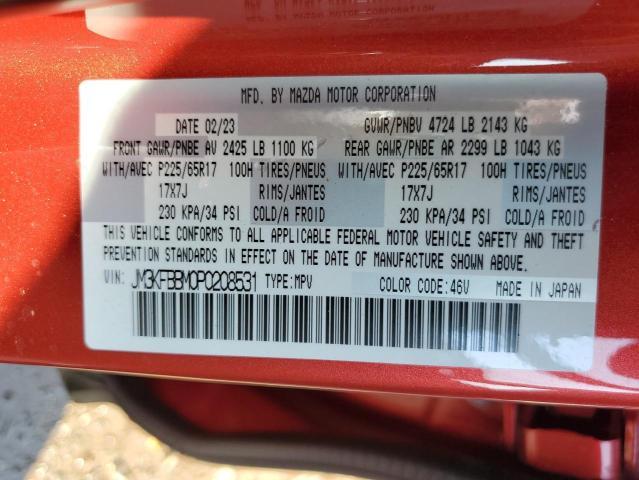 MFD. BY MAZDA MOTOR CORPORATION
DATE 02/23 GVWR/PNBV 4724 LB 2143 KG
FRONT GAWR/PNBE AV 2425 LB 1100 KG REAR GAWR/PNBE AR 2299 LB 1043 KG
WITH/AVEC P225/65R17 100H TIRES/PNEUS WITH/AVEC P225/65R17 100H TIRES/PNEUS
17X7J RIMS/JANTES 17X7J RIMS/JANTES
230 KPA/34 PSI COLD/A FROID 230 KPA/34 PSI COLD/A FROID
THIS VEHICLE CONFORMS TO ALL APPLICABLE FEDERAL MOTOR VEHICLE SAFETY AND THEFT
PREVENTION STANDARDS IN EFFECT ON THE DATE OF MANUFACTURE SHOWN ABOVE.
VIN: JM3KFBBM0P0208531 TYPE:MPV COLOR CODE:46V MADE IN JAPAN